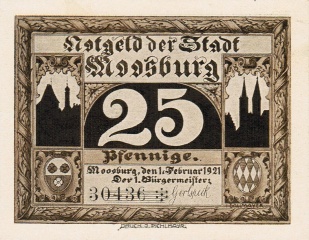 Notgeld der Stadt
Moosburg
25
Pfennige.
Moosburg, den 1. Februar 1921
Der 1. Bürgermeister:
30436